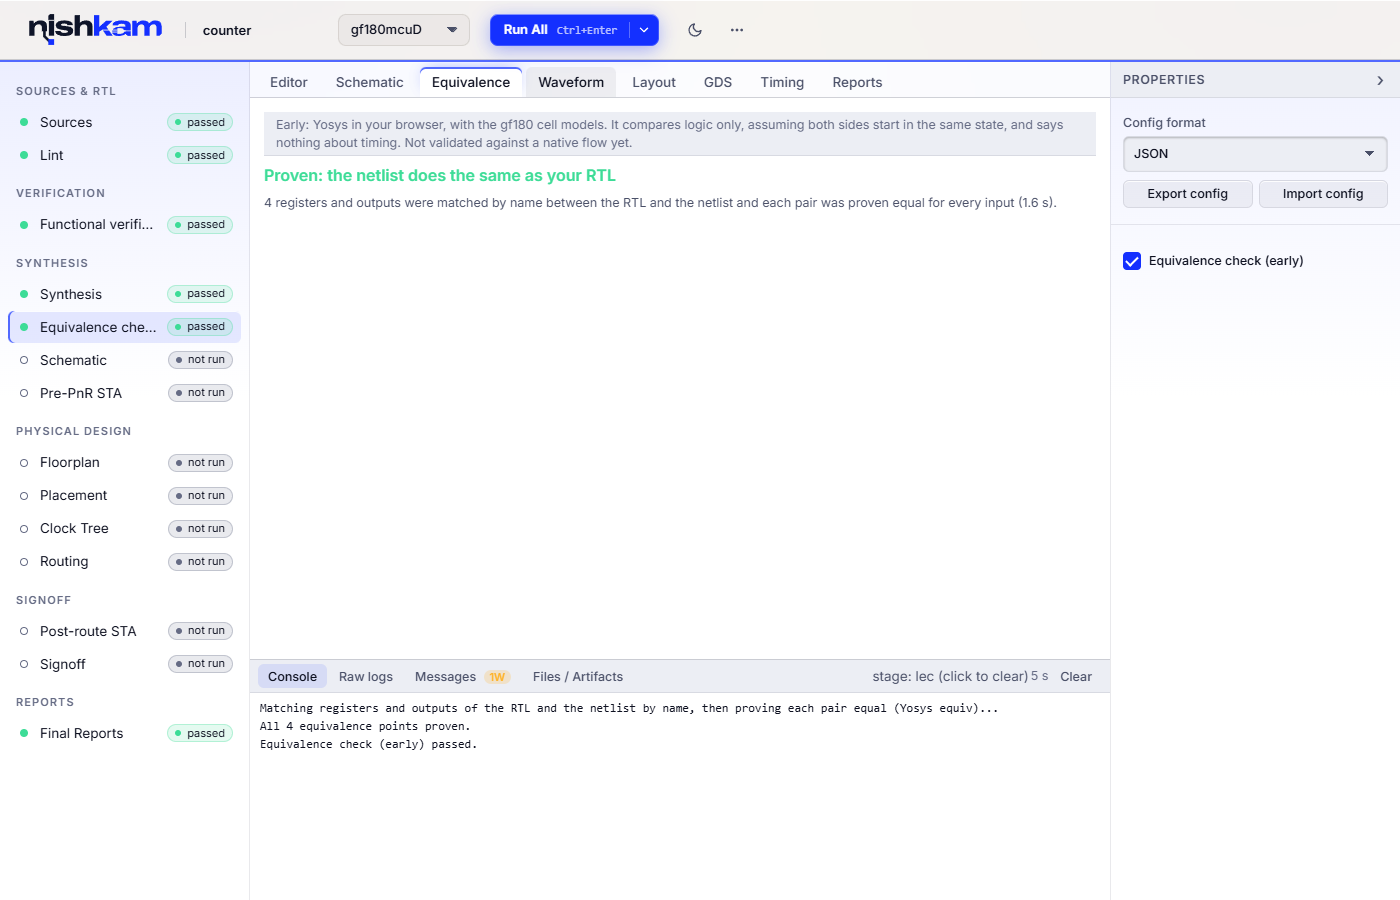 nishkam
counter
gf180mcuD
Run All Ctrl+Enter
SOURCES & RTL
Sources passed
Lint passed
VERIFICATION
Functional verifi... passed
SYNTHESIS
Synthesis passed
Equivalence che... passed
Schematic not run
Pre-PnR STA not run
PHYSICAL DESIGN
Floorplan not run
Placement not run
Clock Tree not run
Routing not run
SIGNOFF
Post-route STA not run
Signoff not run
REPORTS
Final Reports passed
Editor Schematic Equivalence Waveform Layout GDS Timing Reports
Early: Yosys in your browser, with the gf180 cell models. It compares logic only, assuming both sides start in the same state, and says
nothing about timing. Not validated against a native flow yet.
Proven: the netlist does the same as your RTL
4 registers and outputs were matched by name between the RTL and the netlist and each pair was proven equal for every input (1.6 s).
Console Raw logs Messages 1W Files / Artifacts stage: lec (click to clear) 5 s Clear
Matching registers and outputs of the RTL and the netlist by name, then proving each pair equal (Yosys equiv)...
All 4 equivalence points proven.
Equivalence check (early) passed.
PROPERTIES
Config format
JSON
Export config Import config
Equivalence check (early)